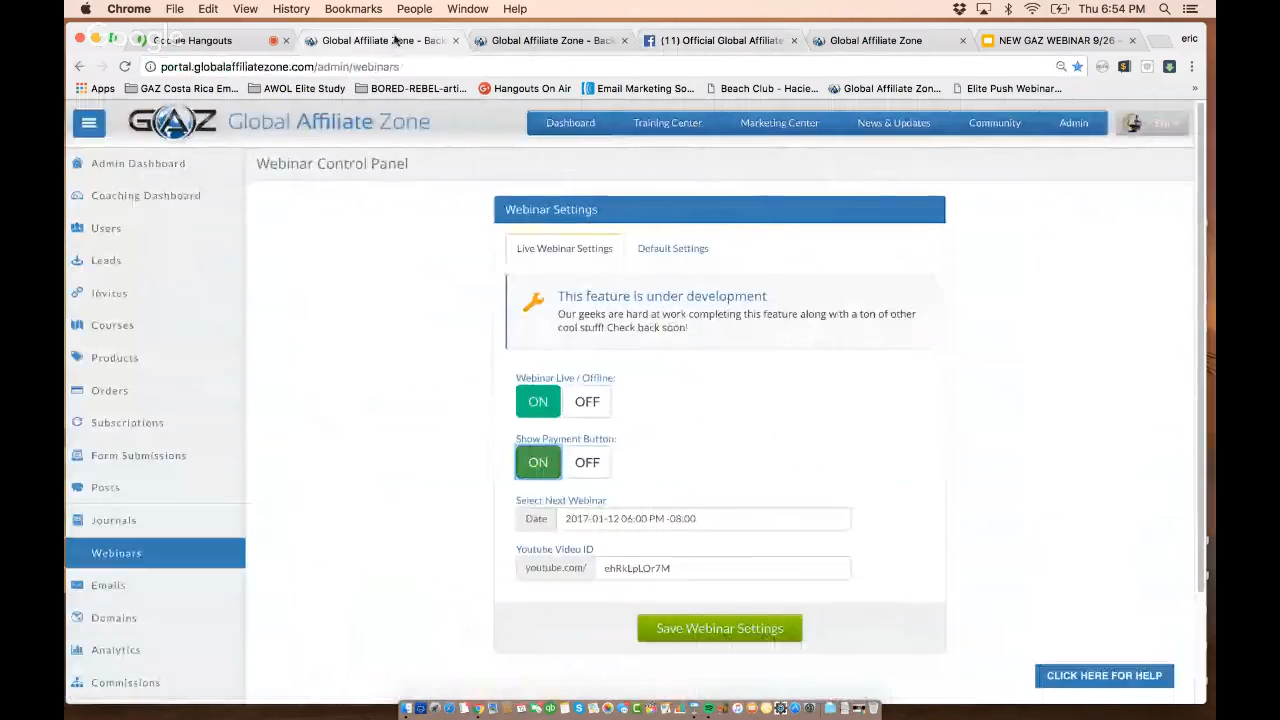 Chrome File Edit View History Bookmarks People Window Help Thu 6:54 PM
Google Hangouts Global Affiliate Zone - Back Global Affiliate Zone - Back (11) Official Global Affiliate Global Affiliate Zone NEW GAZ WEBINAR 9/26 - eric
portal.globalaffiliatezone.com/admin/webinars
Apps GAZ Costa Rica Em... AWOL Elite Study BORED-REBEL-arti... Hangouts On Air Email Marketing So... Beach Club - Hacie... Global Affiliate Zon... Elite Push Webinar... »
GAZ Global Affiliate Zone Dashboard Training Center Marketing Center News & Updates Community Admin
Webinar Control Panel
Admin Dashboard
Coaching Dashboard
Users
Leads
Invites
Courses
Products
Orders
Subscriptions
Form Submissions
Posts
Journals
Webinars
Emails
Domains
Analytics
Commissions
Webinar Settings
Live Webinar Settings Default Settings
This feature is under development
Our geeks are hard at work completing this feature along with a ton of other
cool stuff! Check back soon!
Webinar Live / Offline:
ON OFF
Show Payment Button:
ON OFF
Select Next Webinar
Date 2017-01-12 06:00 PM -08:00
Youtube Video ID
youtube.com/ ehRkLpLOr7M
Save Webinar Settings
CLICK HERE FOR HELP